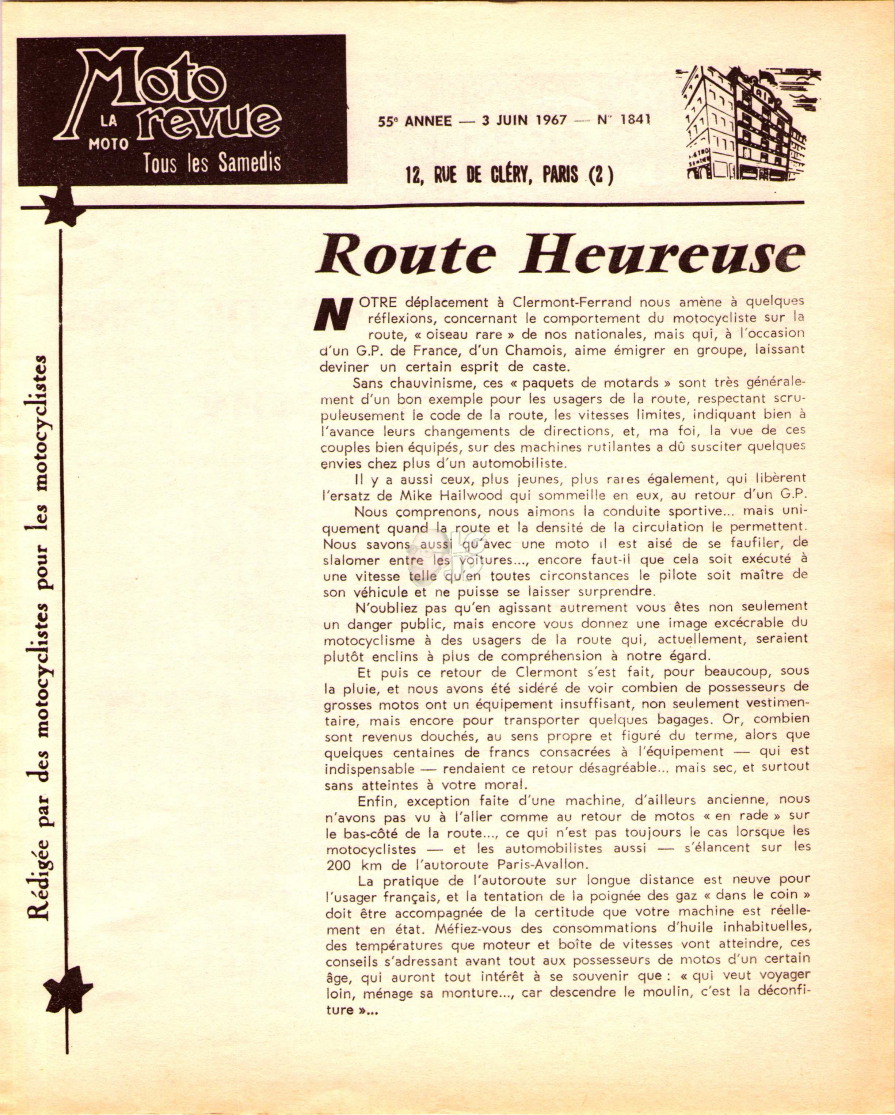 Moto
revue
LA
MOTO
Tous les Samedis
55e ANNEE — 3 JUIN 1967 — N° 1841
12, RUE DE CLÉRY, PARIS (2)
Rédigée par des motocyclistes pour les motocyclistes
Route Heureuse
NOTRE déplacement à Clermont-Ferrand nous amène à quelques
réflexions, concernant le comportement du motocycliste sur la
route, « oiseau rare » de nos nationales, mais qui, à l'occasion
d'un G.P. de France, d'un Chamois, aime émigrer en groupe, laissant
deviner un certain esprit de caste.
Sans chauvinisme, ces « paquets de motards » sont très générale-
ment d'un bon exemple pour les usagers de la route, respectant scru-
puleusement le code de la route, les vitesses limites, indiquant bien à
l'avance leurs changements de directions, et, ma foi, la vue de ces
couples bien équipés, sur des machines rutilantes a dû susciter quelques
envies chez plus d'un automobiliste.
Il y a aussi ceux, plus jeunes, plus rares également, qui libèrent
l'ersatz de Mike Hailwood qui sommeille en eux, au retour d'un G.P.
Nous comprenons, nous aimons la conduite sportive... mais uni-
quement quand la route et la densité de la circulation le permettent.
Nous savons aussi qu'avec une moto il est aisé de se faufiler, de
slalomer entre les voitures..., encore faut-il que cela soit exécuté à
une vitesse telle qu'en toutes circonstances le pilote soit maître de
son véhicule et ne puisse se laisser surprendre.
N'oubliez pas qu'en agissant autrement vous êtes non seulement
un danger public, mais encore vous donnez une image excécrable du
motocyclisme à des usagers de la route qui, actuellement, seraient
plutôt enclins à plus de compréhension à notre égard.
Et puis ce retour de Clermont s'est fait, pour beaucoup, sous
la pluie, et nous avons été sidéré de voir combien de possesseurs de
grosses motos ont un équipement insuffisant, non seulement vestimen-
taire, mais encore pour transporter quelques bagages. Or, combien
sont revenus douchés, au sens propre et figuré du terme, alors que
quelques centaines de francs consacrées à l'équipement — qui est
indispensable — rendaient ce retour désagréable... mais sec, et surtout
sans atteintes à votre moral.
Enfin, exception faite d'une machine, d'ailleurs ancienne, nous
n'avons pas vu à l'aller comme au retour de motos « en rade » sur
le bas-côté de la route..., ce qui n'est pas toujours le cas lorsque les
motocyclistes — et les automobilistes aussi — s'élancent sur les
200 km de l'autoroute Paris-Avallon.
La pratique de l'autoroute sur longue distance est neuve pour
l'usager français, et la tentation de la poignée des gaz « dans le coin »
doit être accompagnée de la certitude que votre machine est réelle-
ment en état. Méfiez-vous des consommations d'huile inhabituelles,
des températures que moteur et boîte de vitesses vont atteindre, ces
conseils s'adressant avant tout aux possesseurs de motos d'un certain
âge, qui auront tout intérêt à se souvenir que : « qui veut voyager
loin, ménage sa monture..., car descendre le moulin, c'est la déconfi-
ture »...